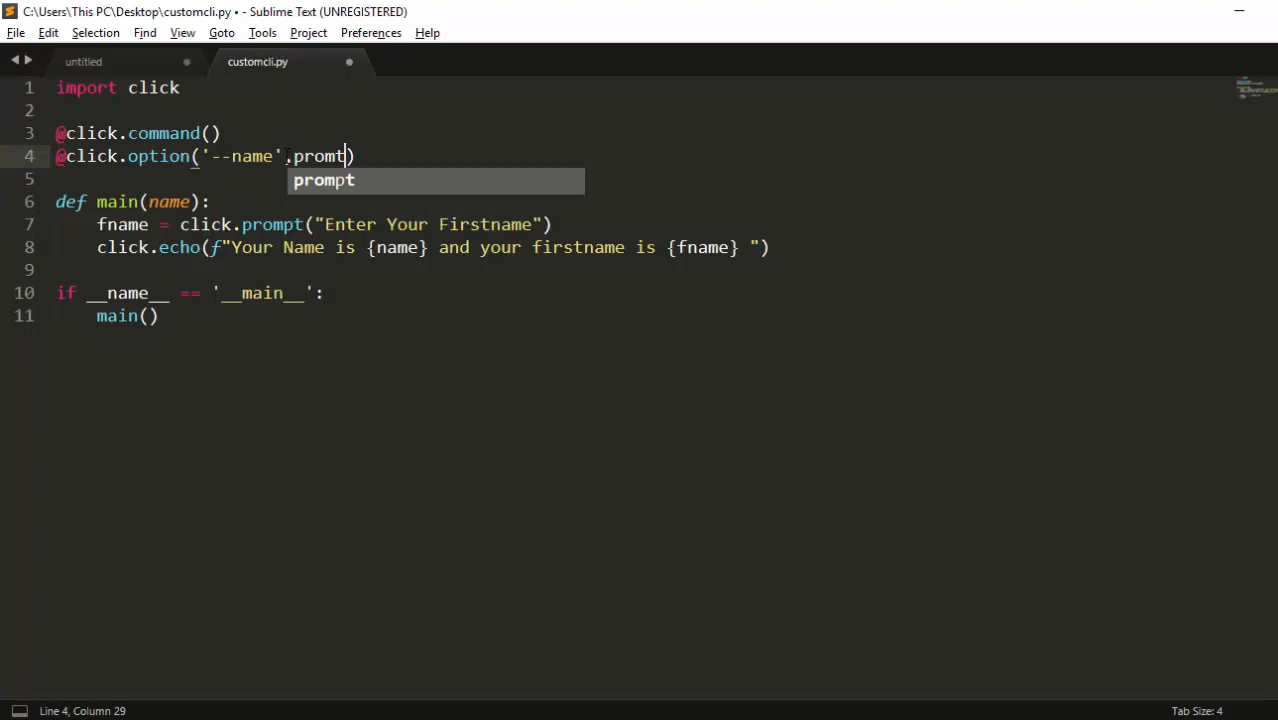 C:\Users\This PC\Desktop\customcli.py • - Sublime Text (UNREGISTERED)
File Edit Selection Find View Goto Tools Project Preferences Help
untitled customcli.py
1 import click
2
3 @click.command()
4 @click.option('--name'.promt)
prompt
5
6 def main(name):
7 fname = click.prompt("Enter Your Firstname")
8 click.echo(f"Your Name is {name} and your firstname is {fname} ")
9
10 if __name__ == '__main__':
11 main()
Line 4, Column 29 Tab Size: 4